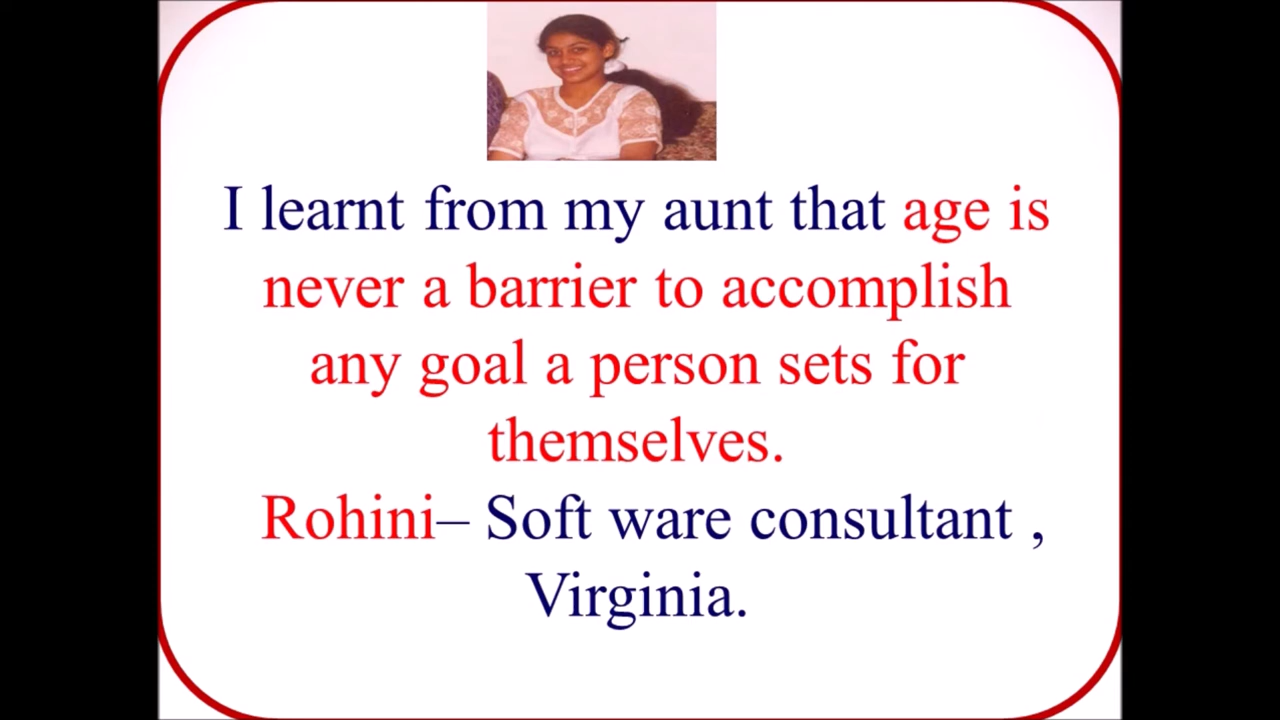 I learnt from my aunt that age is
never a barrier to accomplish
any goal a person sets for
themselves.
Rohini– Soft ware consultant ,
Virginia.